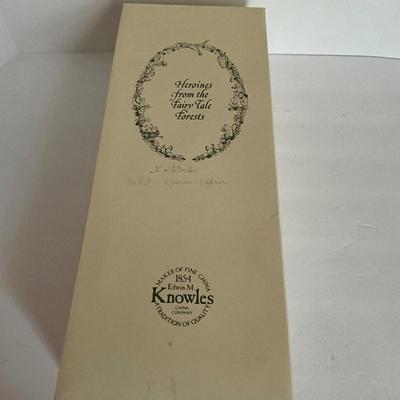 Heroines
from the
Fairy Tale
Forests
MAKER OF FINE CHINA
1854
Edwin M.
Knowles
CHINA
COMPANY
TRADITION OF QUALITY